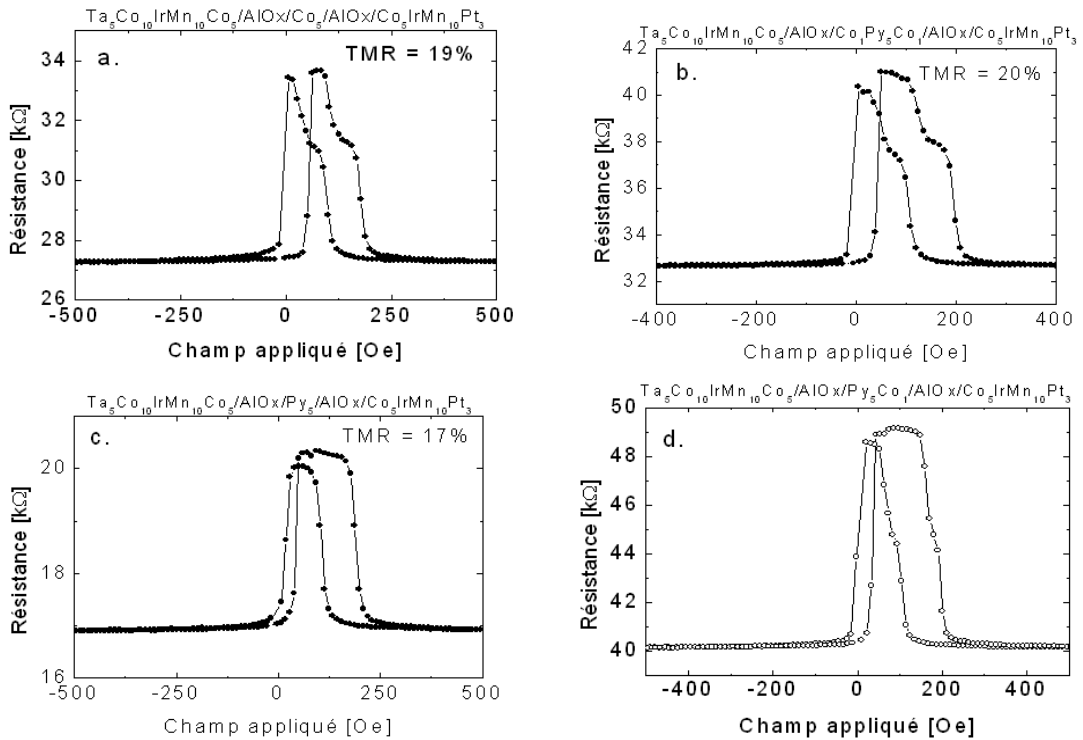 Ta₅Co₁₀IrMn₁₀Co₅/AlOx/Co₅/AlOx/Co₅IrMn₁₀Pt₃
a.
TMR = 19%
Résistance [kΩ]
36
34
32
30
28
26
-500 -250 0 250 500
Champ appliqué [Oe]
Ta₅Co₁₀IrMn₁₀Co₅/AlOx/Co₁Py₅Co₁/AlOx/Co₅IrMn₁₀Pt₃
b.
TMR = 20%
Résistance [kΩ]
42
40
38
36
34
32
-400 -200 0 200 400
Champ appliqué [Oe]
Ta₅Co₁₀IrMn₁₀Co₅/AlOx/Py₅/AlOx/Co₅IrMn₁₀Pt₃
c.
TMR = 17%
Résistance [kΩ]
20
18
16
-500 -250 0 250 500
Champ appliqué [Oe]
Ta₅Co₁₀IrMn₁₀Co₅/AlOx/Py₅Co₁/AlOx/Co₅IrMn₁₀Pt₃
d.
Résistance [kΩ]
50
48
46
44
42
40
-400 -200 0 200 400
Champ appliqué [Oe]